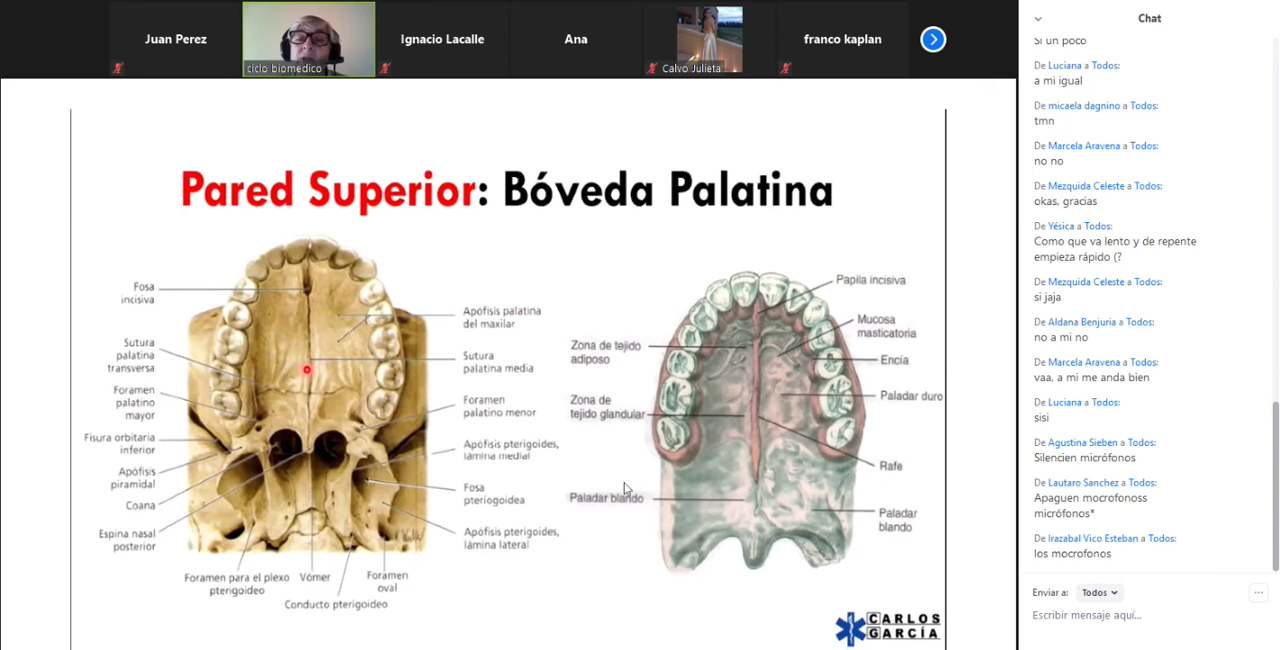 Juan Perez
ciclo biomedico
Ignacio Lacalle
Ana
Calvo Julieta
franco kaplan
Pared Superior: Bóveda Palatina
Fosa
incisiva
Sutura
palatina
transversa
Foramen
palatino
mayor
Fisura orbitaria
inferior
Apófisis
piramidal
Coana
Espina nasal
posterior
Apófisis palatina
del maxilar
Sutura
palatina media
Foramen
palatino menor
Apófisis pterigoides,
lámina medial
Fosa
pteriogoidea
Apófisis pterigoides,
lámina lateral
Foramen para el plexo
pterigoideo
Vómer
Conducto pterigoideo
Foramen
oval
Zona de tejido
adiposo
Zona de
tejido glandular
Paladar blando
Papila incisiva
Mucosa
masticatoria
Encía
Paladar duro
Rafe
Paladar
blando
CARLOS
GARCÍA
Chat
Si un poco
De Luciana a Todos:
a mi igual
De micaela dagnino a Todos:
tmn
De Marcela Aravena a Todos:
no no
De Mezquida Celeste a Todos:
okas, gracias
De Yésica a Todos:
Como que va lento y de repente
empieza rápido (?
De Mezquida Celeste a Todos:
si jaja
De Aldana Benjuria a Todos:
no a mi no
De Marcela Aravena a Todos:
vaa, a mi me anda bien
De Luciana a Todos:
sisi
De Agustina Sieben a Todos:
Silencien micrófonos
De Lautaro Sanchez a Todos:
Apaguen mocrofonoss
micrófonos*
De Irazabal Vico Esteban a Todos:
los mocrofonos
Enviar a: Todos
Escribir mensaje aquí...